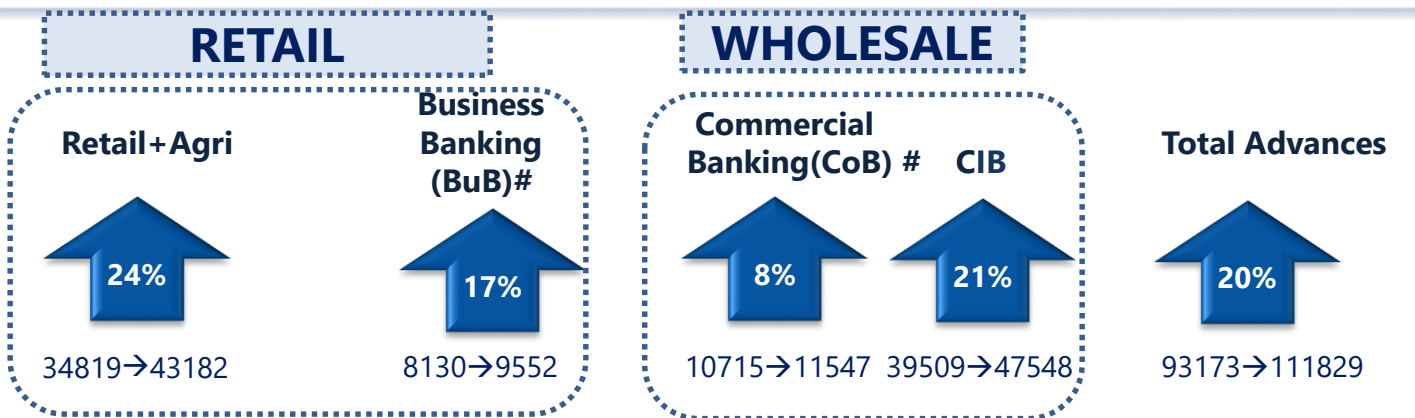 RETAIL
WHOLESALE
Retail+Agri
Business
Banking
(BuB)#
Commercial
Banking(CoB) #
CIB
Total Advances
24%
17%
8%
21%
20%
34819→43182
8130→9552
10715→11547
39509→47548
93173→111829